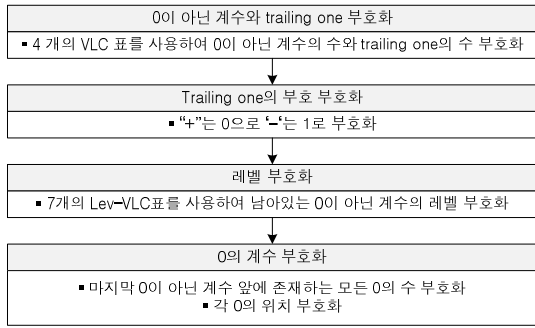 0이 아닌 계수와 trailing one 부호화
▪ 4 개의 VLC 표를 사용하여 0이 아닌 계수의 수와 trailing one의 수 부호화
Trailing one의 부호 부호화
▪ “+”는 0으로 ‘–‘는 1로 부호화
레벨 부호화
▪ 7개의 Lev–VLC표를 사용하여 남아있는 0이 아닌 계수의 레벨 부호화
0의 계수 부호화
▪ 마지막 0이 아닌 계수 앞에 존재하는 모든 0의 수 부호화
▪ 각 0의 위치 부호화